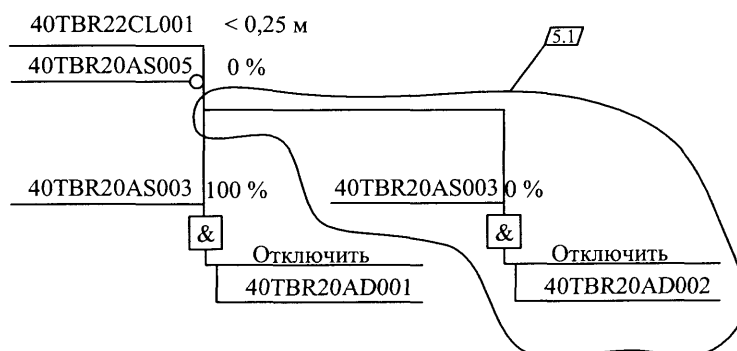 40TBR22CL001 < 0,25 м
5.1
40TBR20AS005 0 %
40TBR20AS003 100 %
40TBR20AS003 0 %
&
&
Отключить
Отключить
40TBR20AD001
40TBR20AD002